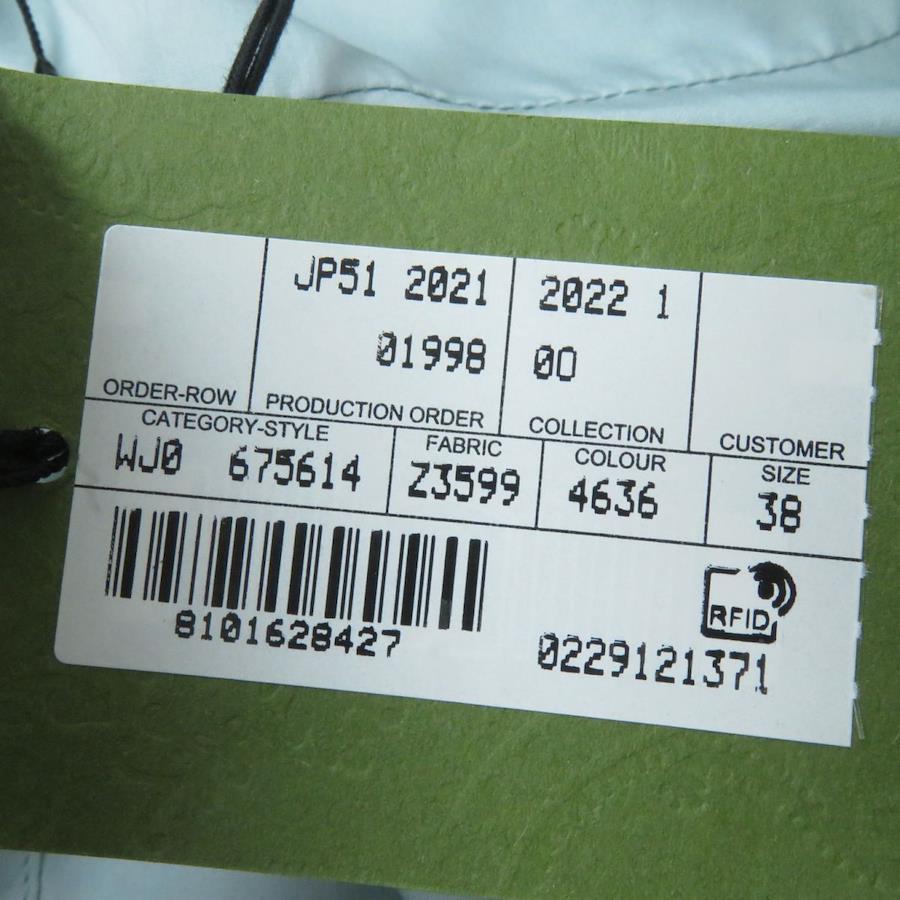 JP51 2021
01998
2022 1
00
ORDER-ROW
PRODUCTION ORDER
COLLECTION
CUSTOMER
CATEGORY-STYLE
WJ0 675614
FABRIC
Z3599
COLOUR
4636
SIZE
38
8101628427
RFID
0229121371